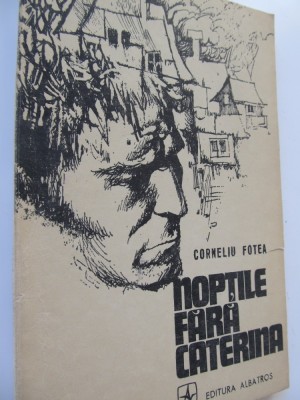 CORNELIU FOTEA
NOPȚILE
FĂRĂ
CATERINA
EDITURA ALBATROS